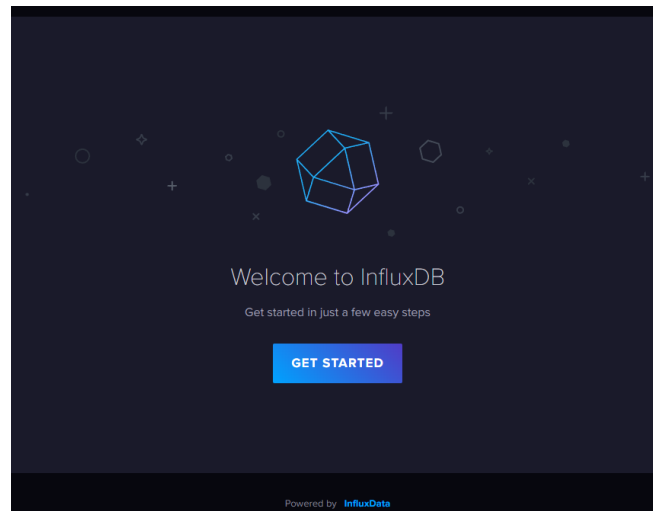 Welcome to InfluxDB
Get started in just a few easy steps
GET STARTED
Powered by InfluxData